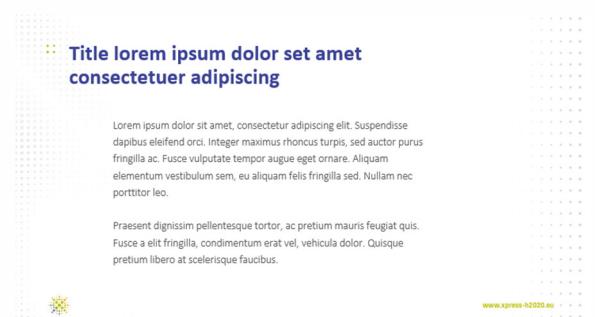 Title lorem ipsum dolor set amet
consectetuer adipiscing
Lorem ipsum dolor sit amet, consectetur adipiscing elit. Suspendisse
dapibus eleifend orci. Integer maximus rhoncus turpis, sed auctor purus
fringilla ac. Fusce vulputate tempor augue eget ornare. Aliquam
elementum vestibulum sem, eu aliquam felis fringilla sed. Nullam nec
porttitor leo.
Praesent dignissim pellentesque tortor, ac pretium mauris feugiat quis.
Fusce a elit fringilla, condimentum erat vel, vehicula dolor. Quisque
pretium libero at scelerisque faucibus.
www.xpress-h2020.eu